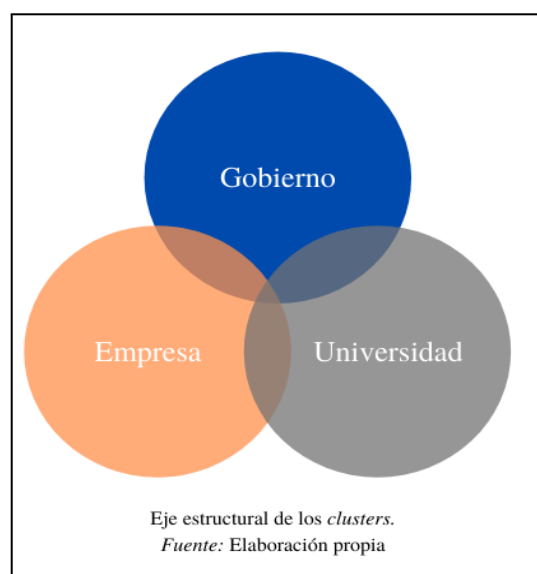 Gobierno
Empresa
Universidad
Eje estructural de los clusters.
Fuente: Elaboración propia